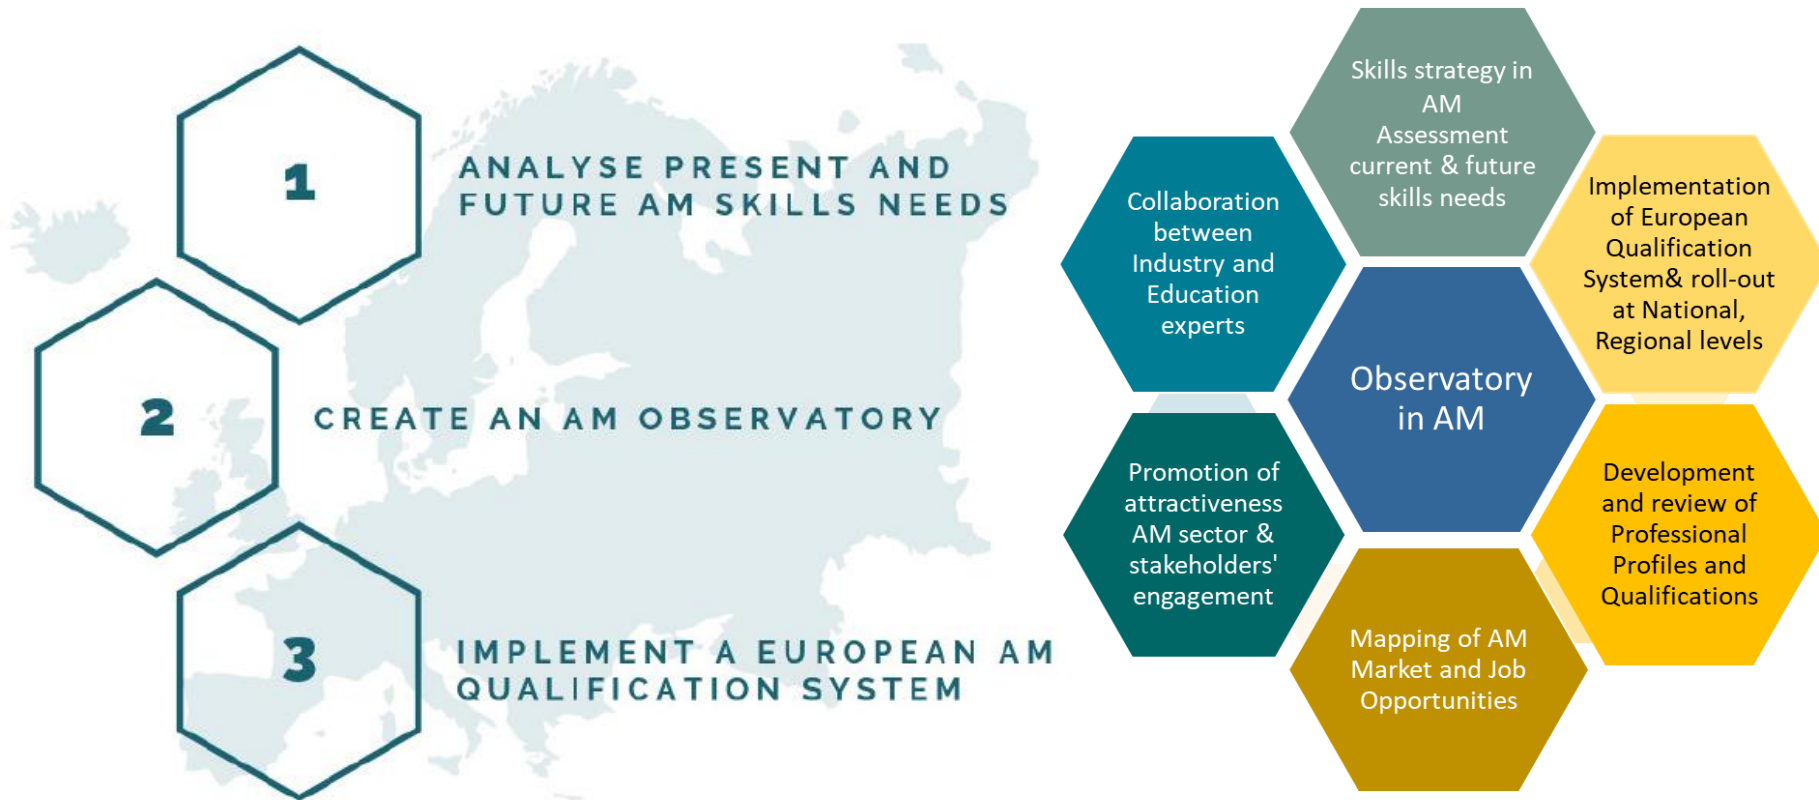 1
ANALYSE PRESENT AND
FUTURE AM SKILLS NEEDS
2
CREATE AN AM OBSERVATORY
3
IMPLEMENT A EUROPEAN AM
QUALIFICATION SYSTEM
Skills strategy in
AM
Assessment
current & future
skills needs
Implementation
of European
Qualification
System& roll-out
at National,
Regional levels
Development
and review of
Professional
Profiles and
Qualifications
Mapping of AM
Market and Job
Opportunities
Promotion of
attractiveness
AM sector &
stakeholders'
engagement
Collaboration
between
Industry and
Education
experts
Observatory
in AM